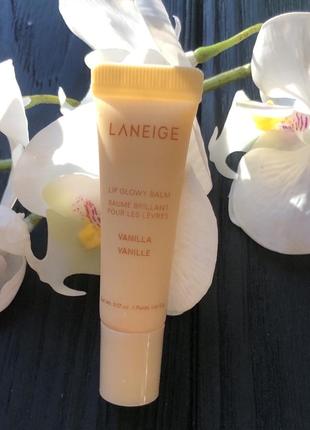 LANEIGE
LIP GLOWY BALM
BAUME BRILLANT
POUR LES LÈVRES
VANILLA
VANILLE